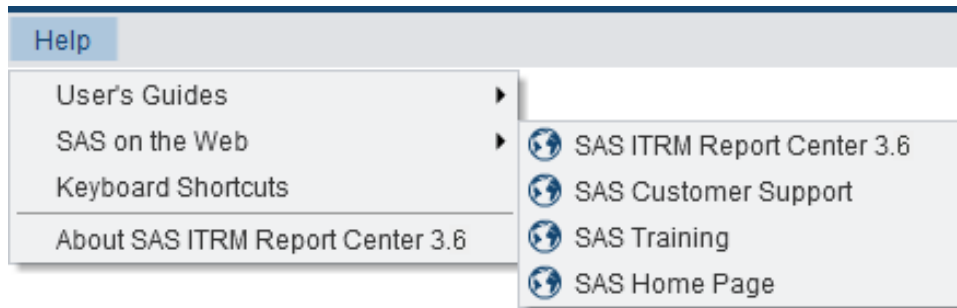 Help
User's Guides
SAS on the Web
Keyboard Shortcuts
About SAS ITRM Report Center 3.6
SAS ITRM Report Center 3.6
SAS Customer Support
SAS Training
SAS Home Page